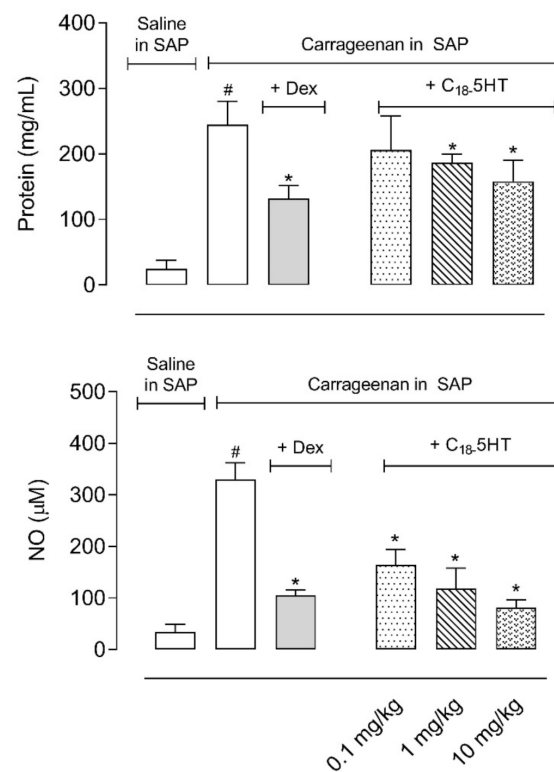 Saline
in SAP
Carrageenan in SAP
+ Dex
+ C18-5HT
Protein (mg/mL)
400
300
200
100
0
#
*
*
*
Saline
in SAP
Carrageenan in SAP
+ Dex
+ C18-5HT
NO (μM)
500
400
300
200
100
0
#
*
*
*
*
0.1 mg/kg
1 mg/kg
10 mg/kg